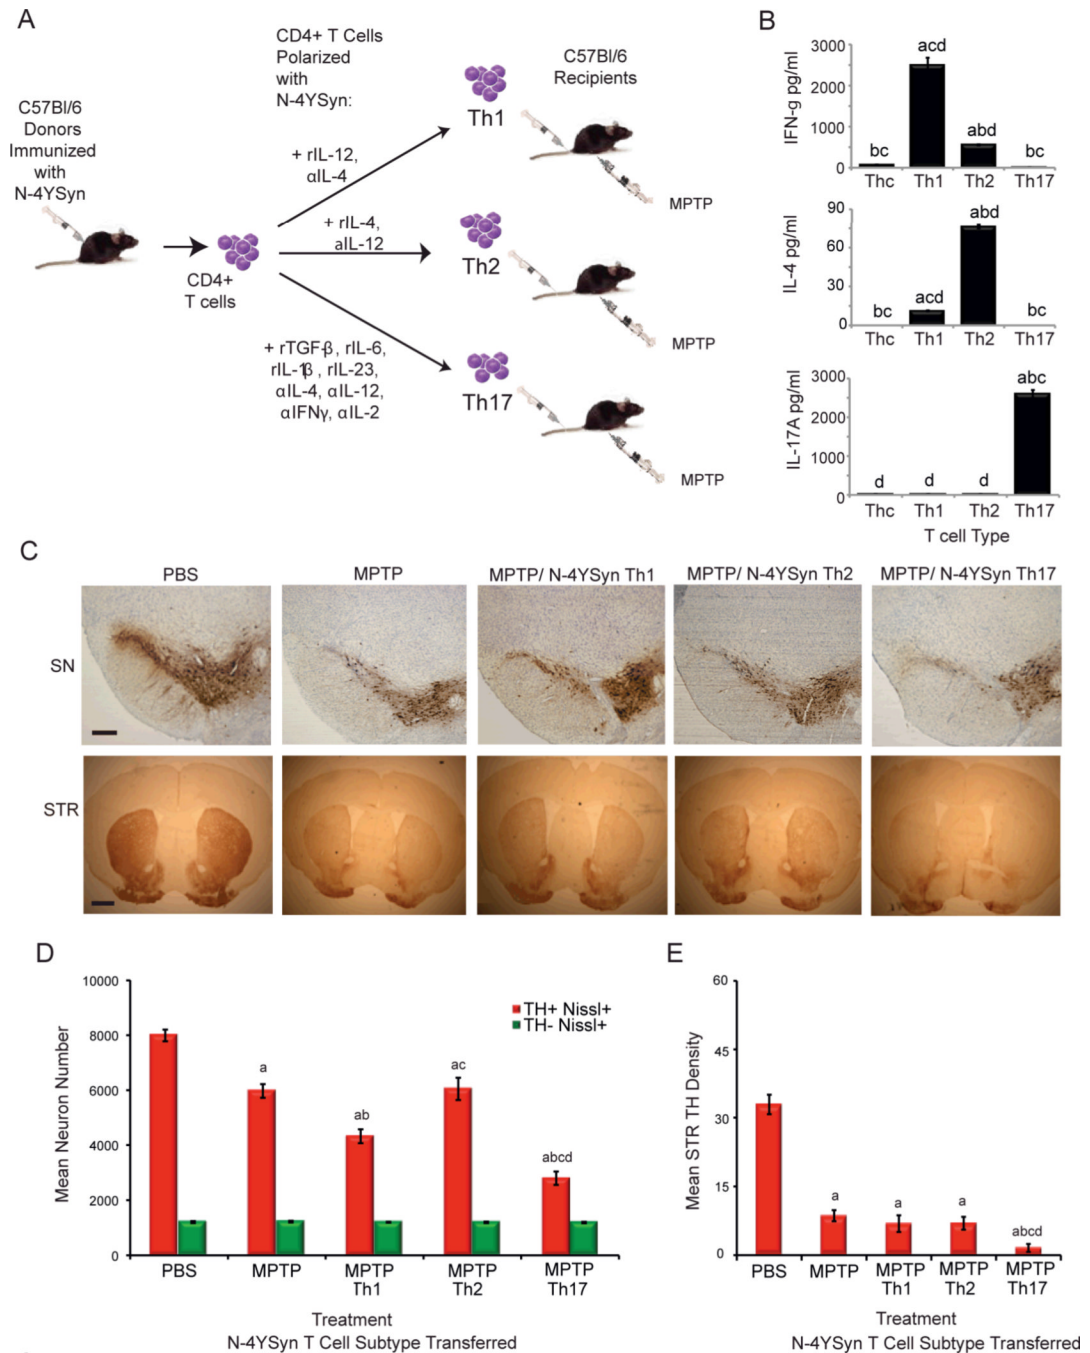 A
C57Bl/6
Donors
Immunized
with
N-4YSyn
CD4+
T cells
CD4+ T Cells
Polarized
with
N-4YSyn:
+ rIL-12,
αIL-4
+ rIL-4,
aIL-12
+ rTGF-β, rIL-6,
rIL-1β , rIL-23,
αIL-4, αIL-12,
αIFNγ, αIL-2
Th1
Th2
Th17
C57Bl/6
Recipients
MPTP
MPTP
MPTP
B
IFN-g pg/ml
3000
2000
1000
0
bc
acd
abd
bc
Thc Th1 Th2 Th17
IL-4 pg/ml
90
60
30
0
bc
acd
abd
bc
Thc Th1 Th2 Th17
IL-17A pg/ml
3000
2000
1000
0
d
d
d
abc
Thc Th1 Th2 Th17
T cell Type
C
PBS MPTP MPTP/ N-4YSyn Th1 MPTP/ N-4YSyn Th2 MPTP/ N-4YSyn Th17
SN
STR
D
Mean Neuron Number
10000
8000
6000
4000
2000
0
TH+ Nissl+
TH- Nissl+
a
ab
ac
abcd
PBS MPTP MPTP MPTP MPTP
Th1 Th2 Th17
Treatment
N-4YSyn T Cell Subtype Transferred
E
Mean STR TH Density
60
45
30
15
0
a
a
a
abcd
PBS MPTP MPTP MPTP MPTP
Th1 Th2 Th17
Treatment
N-4YSyn T Cell Subtype Transferred